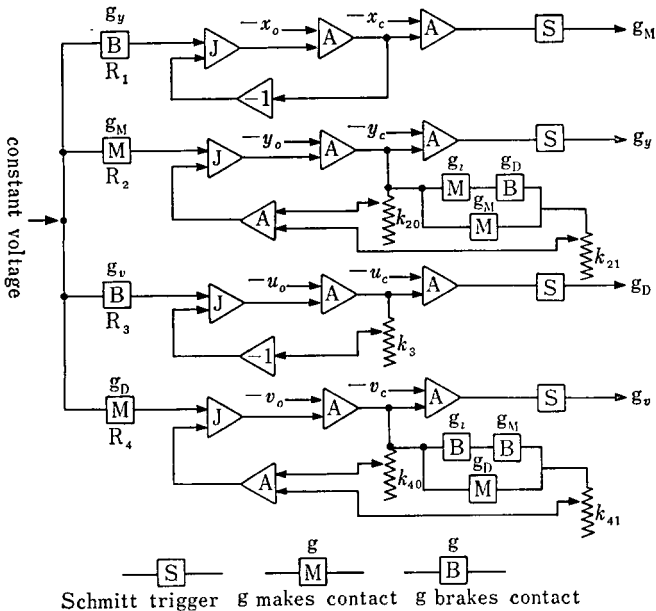 g_y
B
R_1
J
−x_o
A
−x_c
A
S
g_M
−1
g_M
M
R_2
J
−y_o
A
−y_c
A
S
g_y
g_l
M
g_D
B
g_M
M
A
k_20
k_21
constant voltage
g_v
B
R_3
J
−u_o
A
−u_c
A
S
g_D
−1
k_3
g_D
M
R_4
J
−v_o
A
−v_c
A
S
g_v
g_l
B
g_M
B
g_D
M
A
k_40
k_41
S
g
M
g
B
Schmitt trigger
g makes contact
g brakes contact